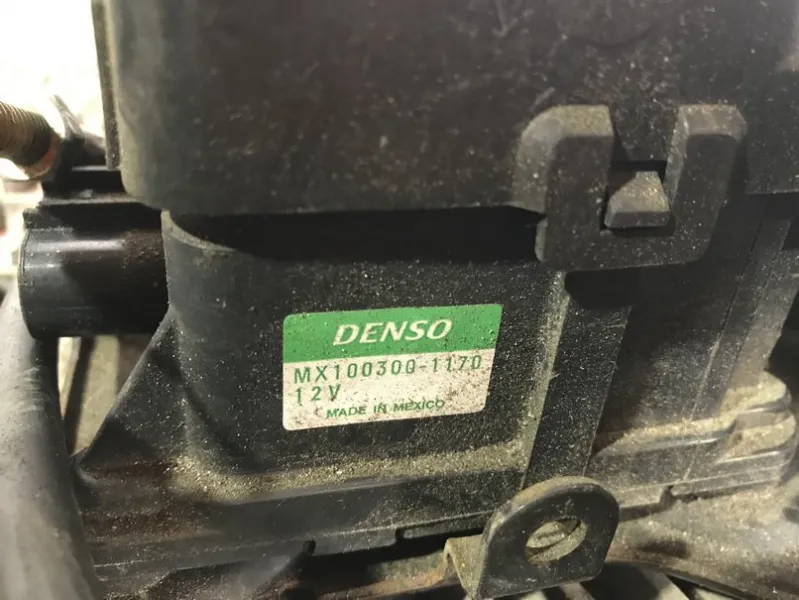 DENSO
MX100300-1170
12V
MADE IN MEXICO